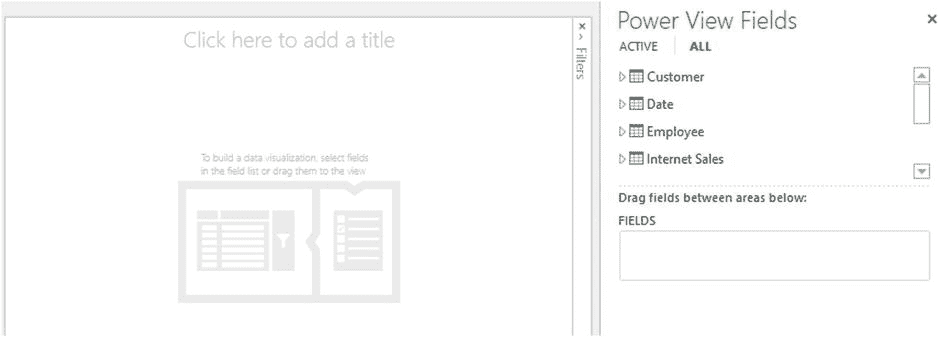 Click here to add a title
Filters
To build a data visualization, select fields
in the field list or drag them to the view
Power View Fields
ACTIVE
ALL
Customer
Date
Employee
Internet Sales
Drag fields between areas below:
FIELDS